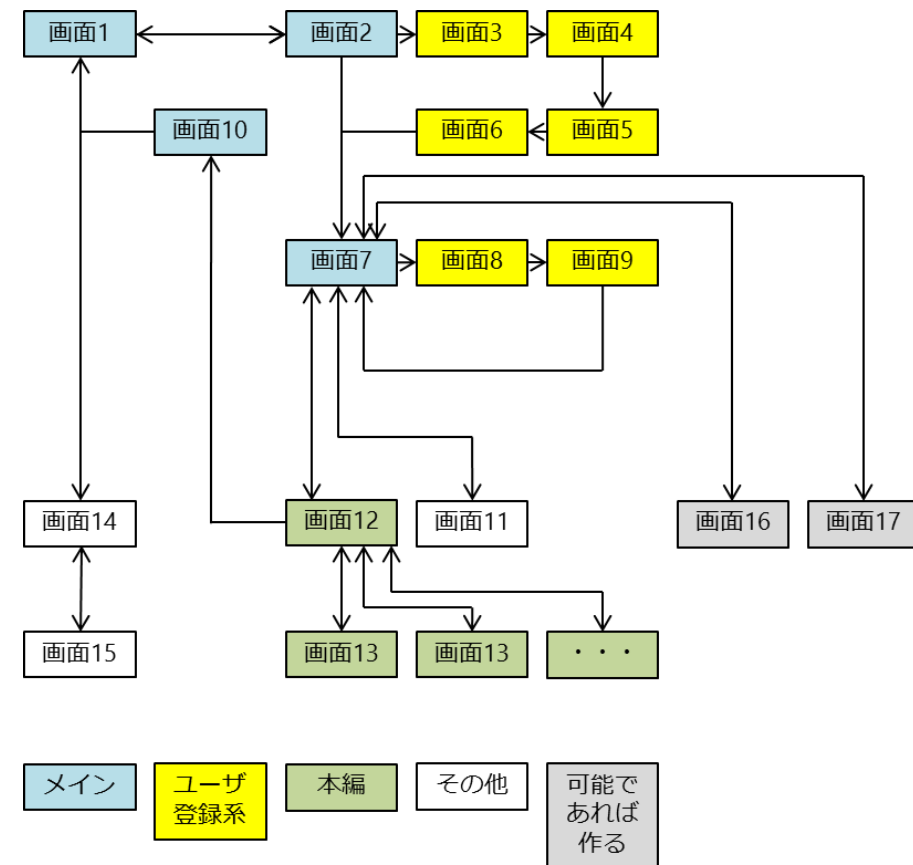 画面1
画面2
画面3
画面4
画面10
画面6
画面5
画面7
画面8
画面9
画面14
画面12
画面11
画面16
画面17
画面15
画面13
画面13
・・・
メイン
ユーザ
登録系
本編
その他
可能で
あれば
作る